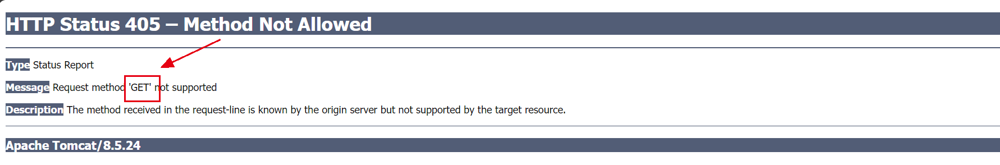 HTTP Status 405 – Method Not Allowed
Type Status Report
Message Request method 'GET' not supported
Description The method received in the request-line is known by the origin server but not supported by the target resource.
Apache Tomcat/8.5.24